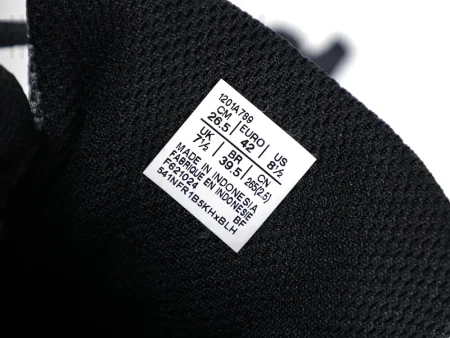 1201A789
CM | EURO | US
26.5 | 42 | 8½
UK | BR | CN
7½ | 39.5 | 265(2.5)
MADE IN INDONESIA
FABRIQUE EN INDONESIE
F621024 BF
541NFR1B5KHxBLH